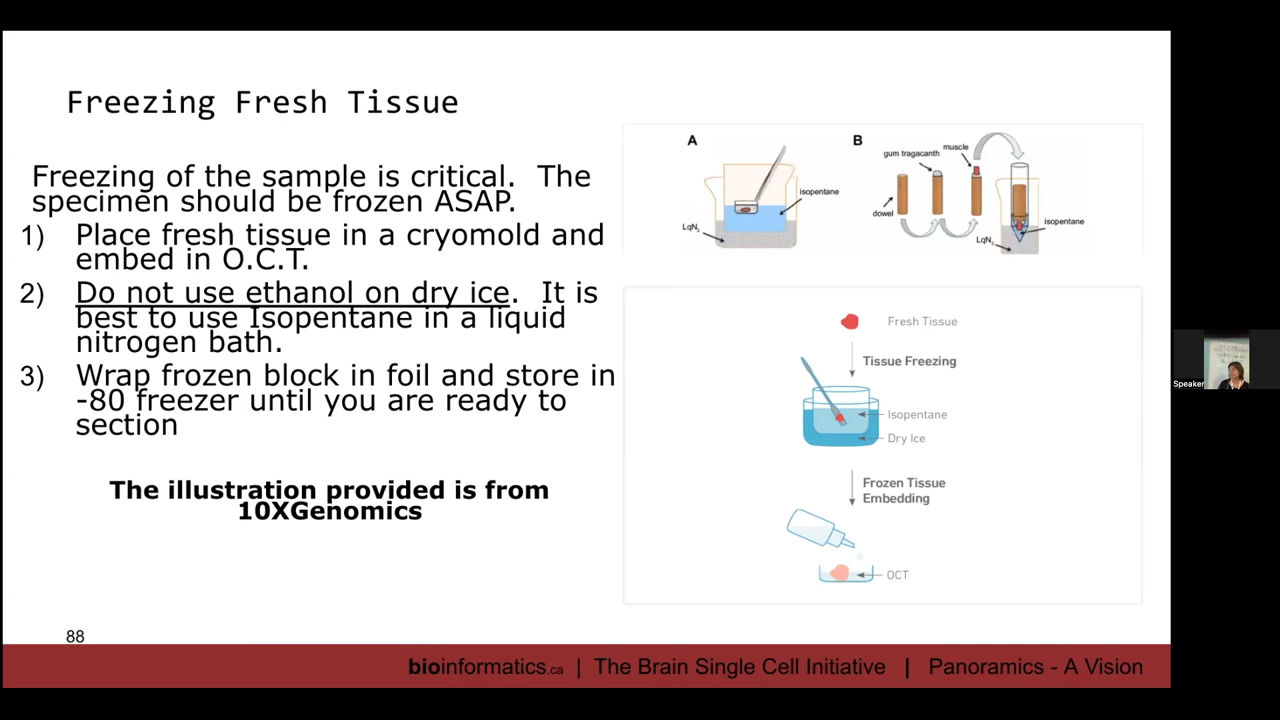 Freezing Fresh Tissue
Freezing of the sample is critical.  The
specimen should be frozen ASAP.
1) Place fresh tissue in a cryomold and
embed in O.C.T.
2) Do not use ethanol on dry ice.  It is
best to use Isopentane in a liquid
nitrogen bath.
3) Wrap frozen block in foil and store in
-80 freezer until you are ready to
section
The illustration provided is from
10XGenomics
A
isopentane
LqN₂
B
gum tragacanth
muscle
dowel
isopentane
LqN₂
Fresh Tissue
Tissue Freezing
Isopentane
Dry Ice
Frozen Tissue
Embedding
OCT
88
bioinformatics.ca | The Brain Single Cell Initiative | Panoramics - A Vision
Speaker